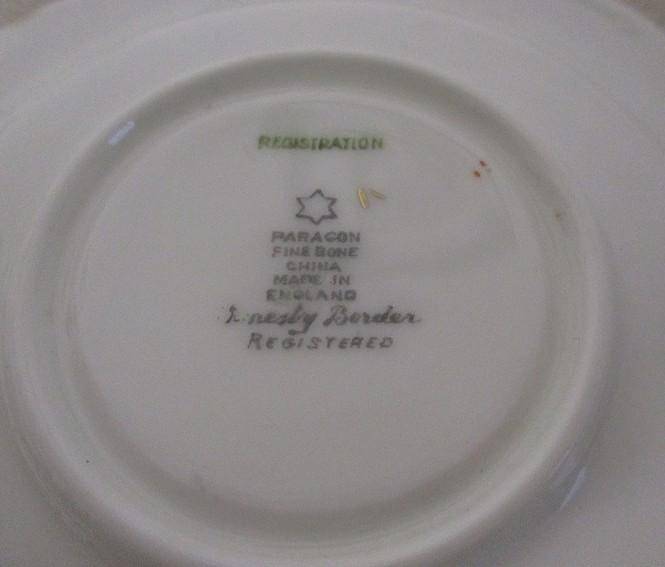 REGISTRATION
PARAGON
FINE BONE
CHINA
MADE IN
ENGLAND
Border
REGISTERED